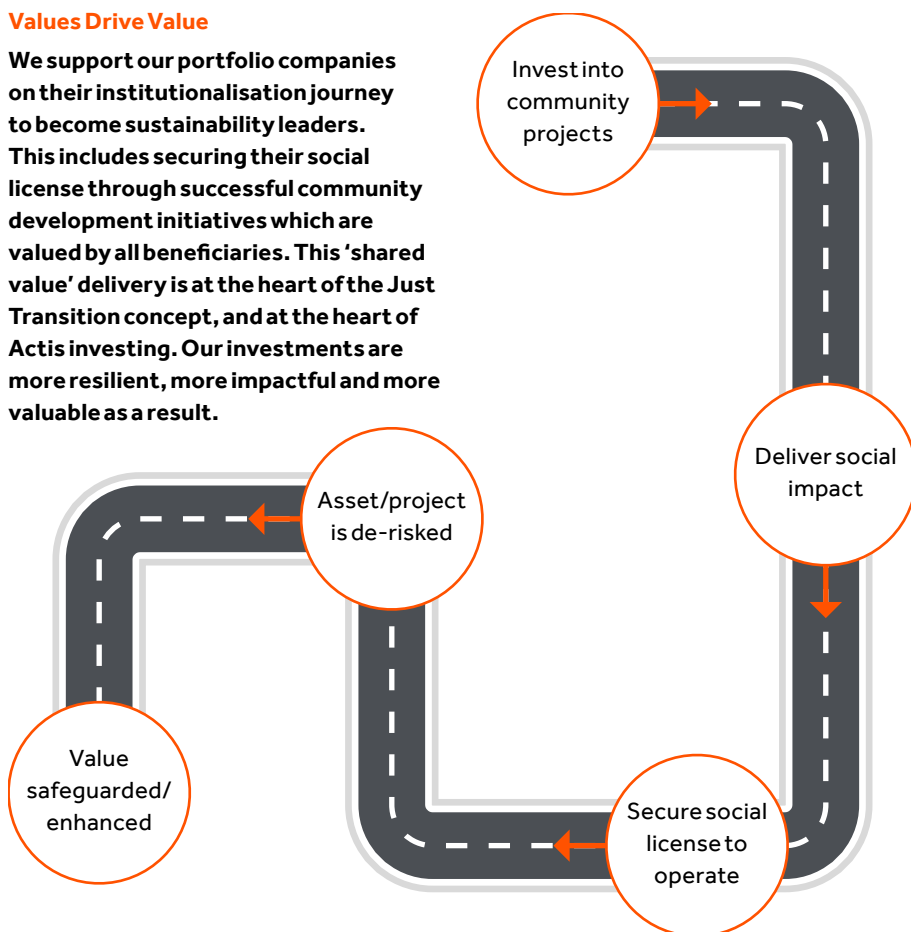 Values Drive Value
We support our portfolio companies
on their institutionalisation journey
to become sustainability leaders.
This includes securing their social
license through successful community
development initiatives which are
valued by all beneficiaries. This ‘shared
value’ delivery is at the heart of the Just
Transition concept, and at the heart of
Actis investing. Our investments are
more resilient, more impactful and more
valuable as a result.
Invest into
community
projects
Deliver social
impact
Secure social
license to
operate
Asset/project
is de-risked
Value
safeguarded/
enhanced